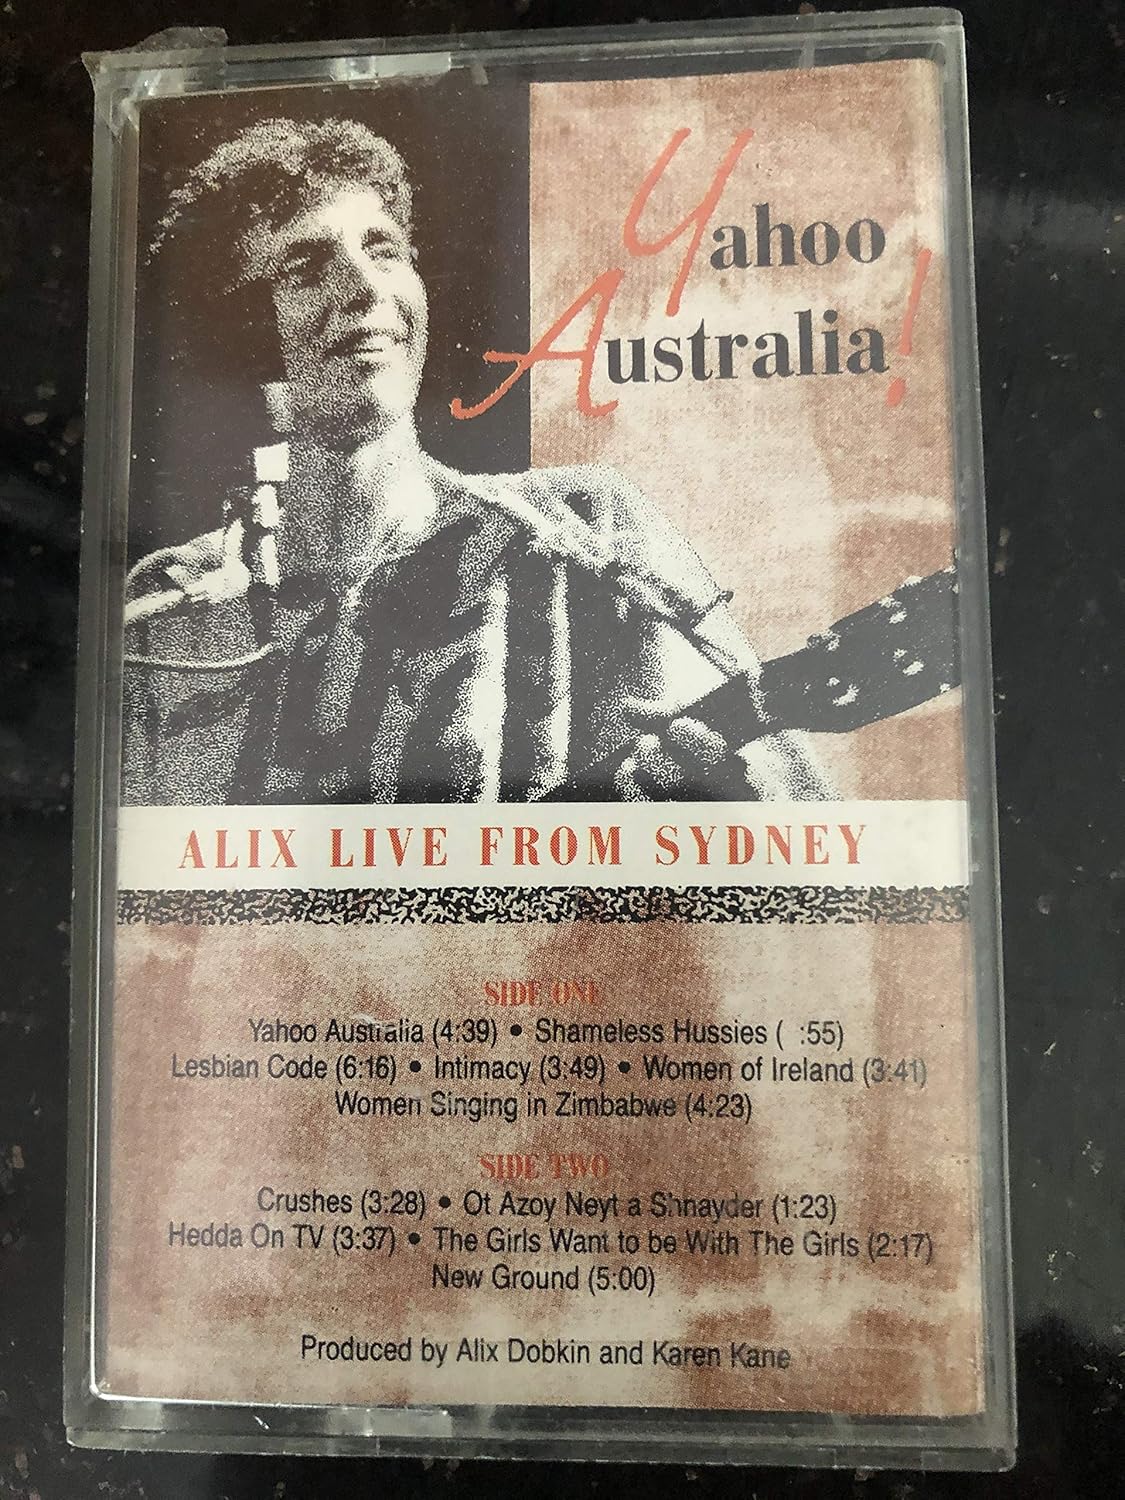 Yahoo
Australia!
ALIX LIVE FROM SYDNEY
SIDE ONE
Yahoo Australia (4:39) • Shameless Hussies ( :55)
Lesbian Code (6:16) • Intimacy (3:49) • Women of Ireland (3:41)
Women Singing in Zimbabwe (4:23)
SIDE TWO
Crushes (3:28) • Ot Azoy Neyt a Shnayder (1:23)
Hedda On TV (3:37) • The Girls Want to be With The Girls (2:17)
New Ground (5:00)
Produced by Alix Dobkin and Karen Kane